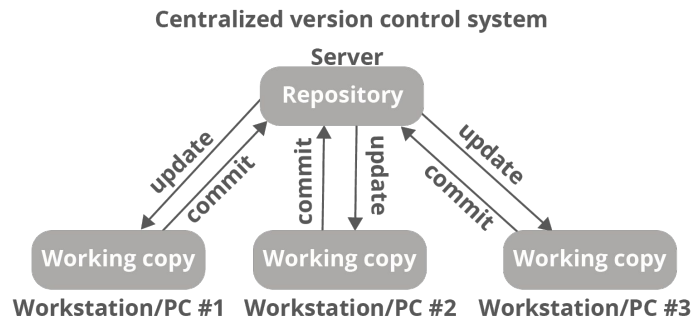 Centralized version control system
Server
Repository
update
commit
commit
update
update
commit
Working copy
Working copy
Working copy
Workstation/PC #1
Workstation/PC #2
Workstation/PC #3